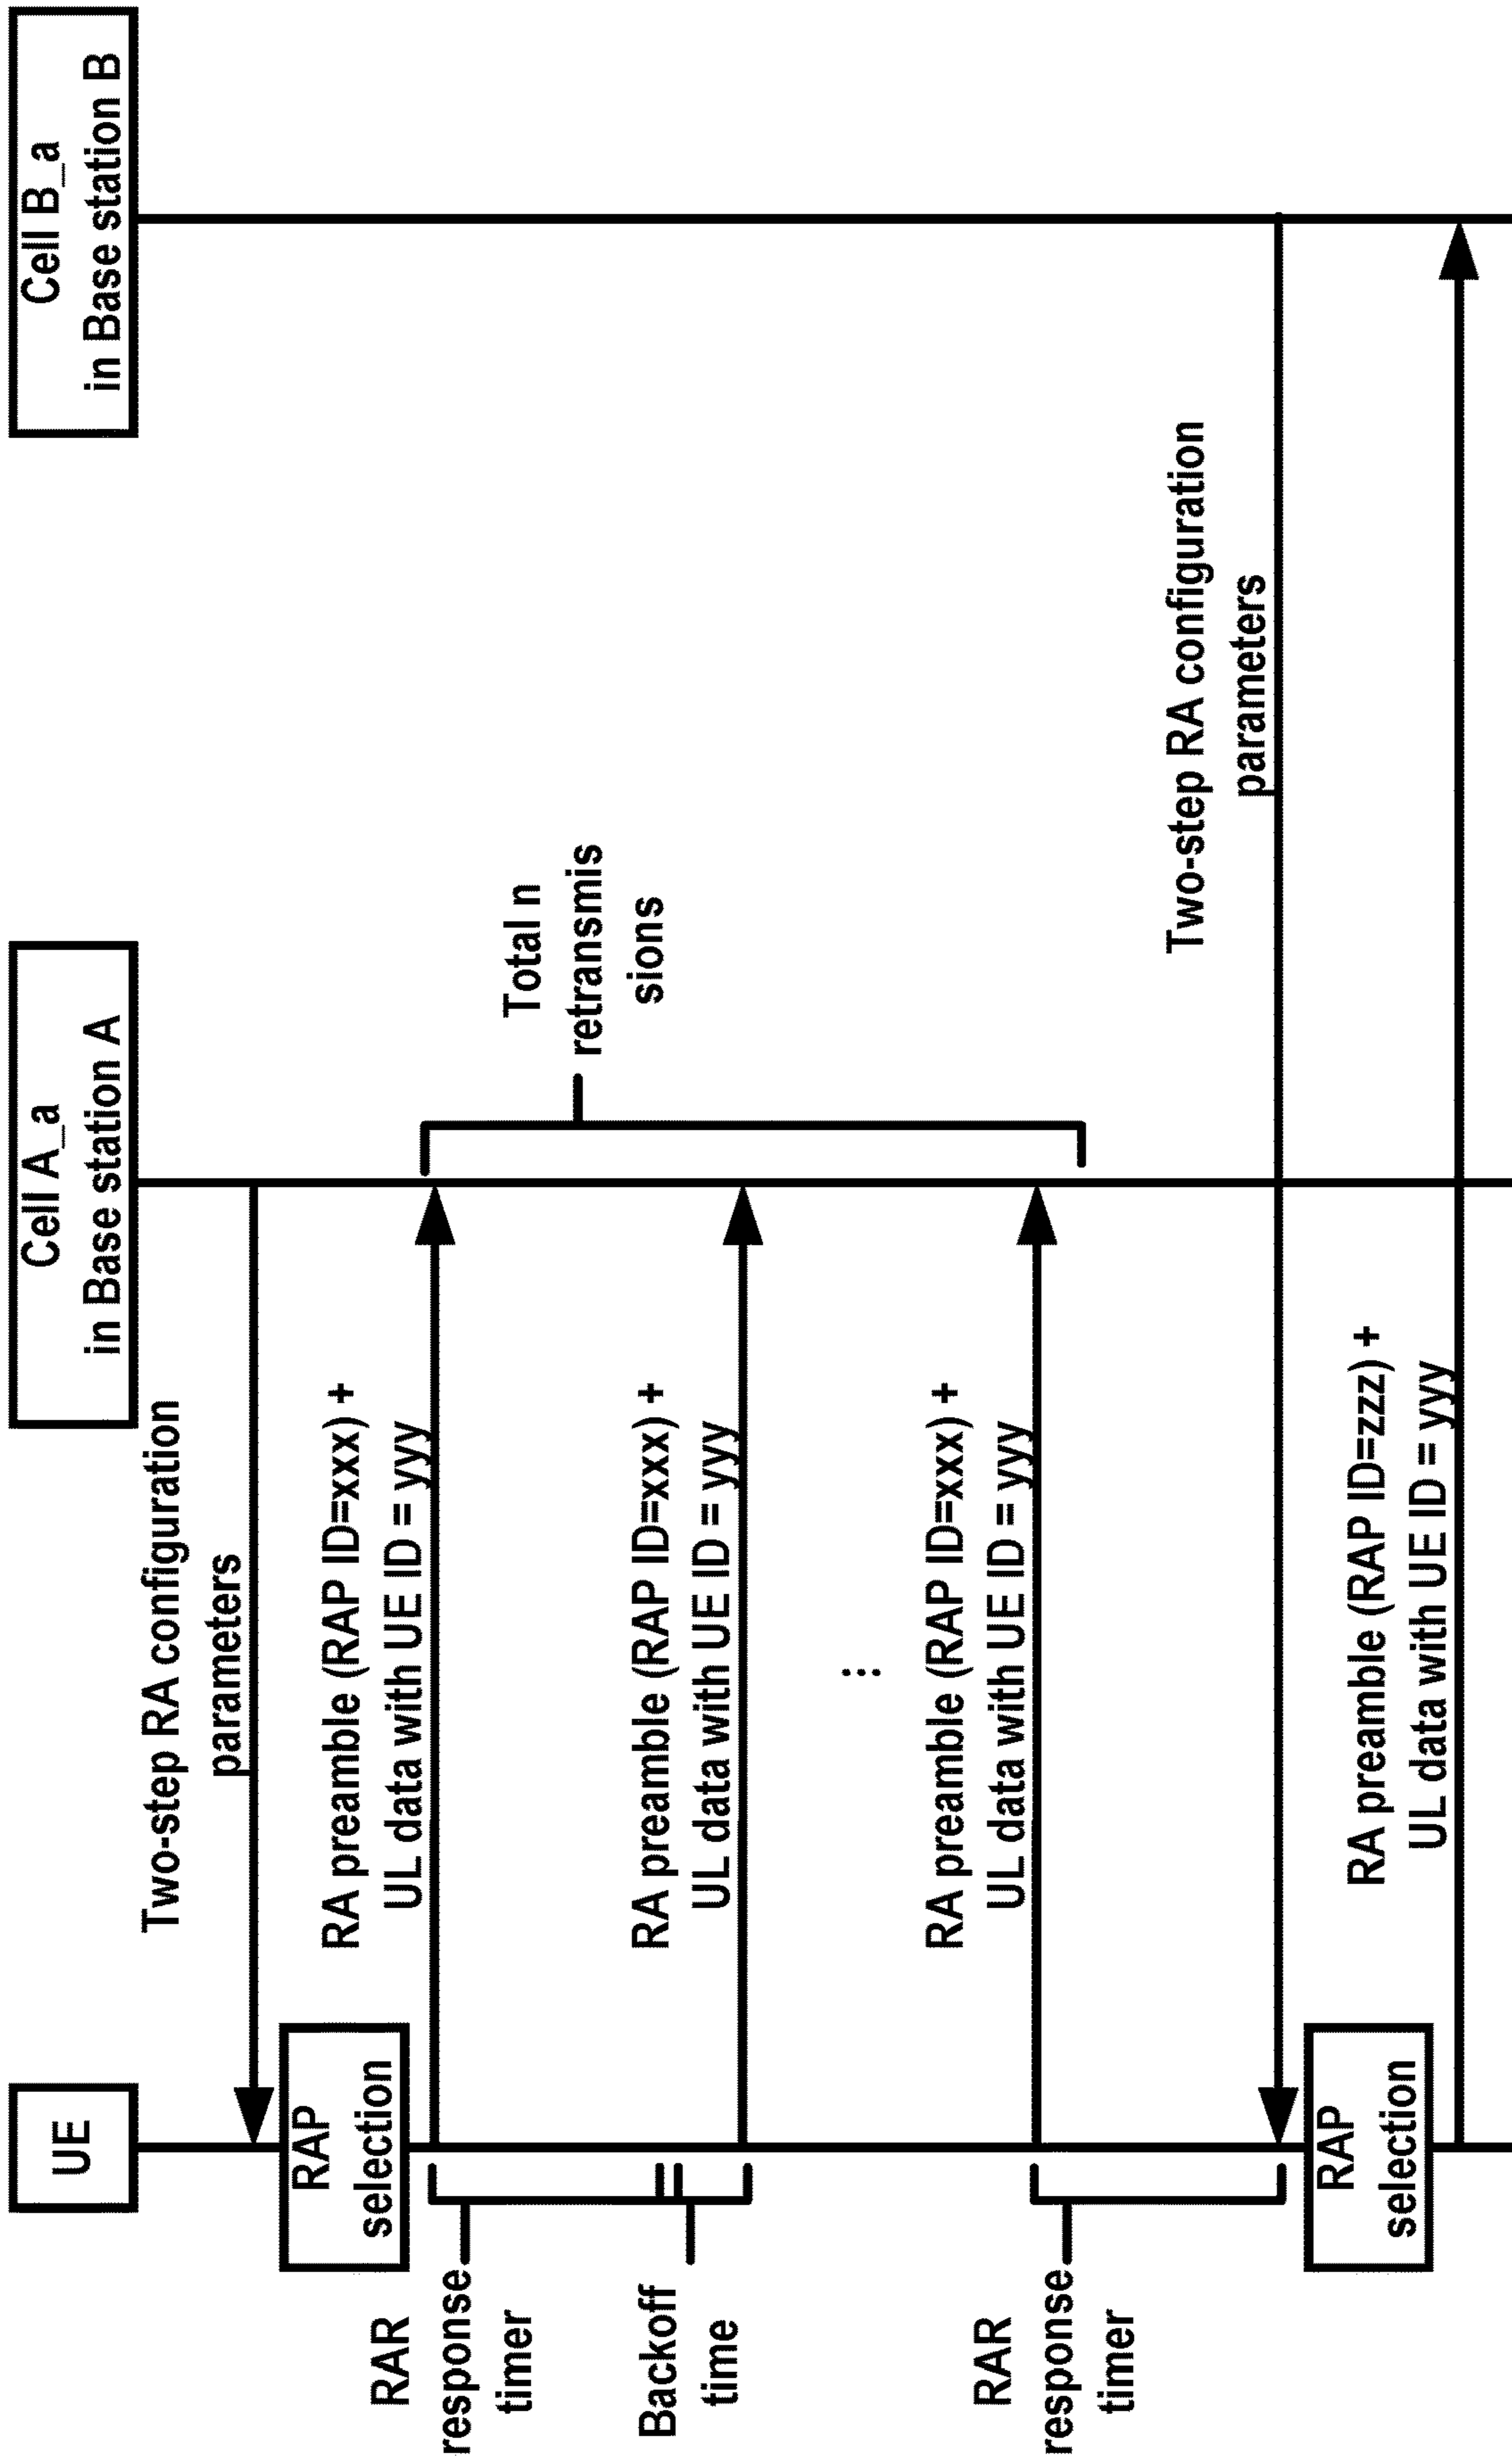 UE
Cell A_a
in Base station A
Cell B_a
in Base station B
Two-step RA configuration
parameters
RAP
selection
RA preamble (RAP ID=xxx) +
UL data with UE ID = yyy
RAR
response
timer
Total n
retransmis
sions
Backoff
time
RA preamble (RAP ID=xxx) +
UL data with UE ID = yyy
...
RA preamble (RAP ID=xxx) +
UL data with UE ID = yyy
RAR
response
timer
Two-step RA configuration
parameters
RAP
selection
RA preamble (RAP ID=zzz) +
UL data with UE ID = yyy